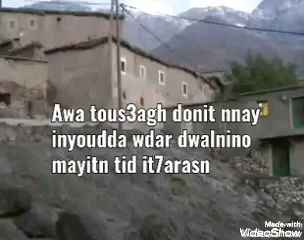 Awa tous3agh donit nnay
inyoudda wdar dwalnino
mayitn tid it7arasn
Made with
VideoShow